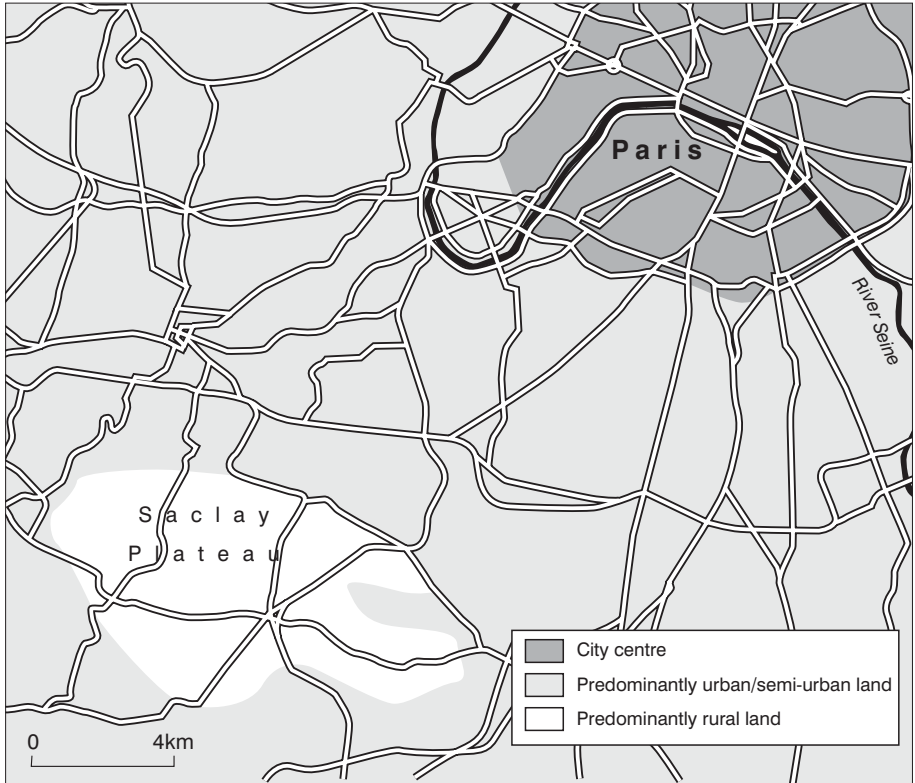 Paris
River Seine
Saclay
Plateau
City centre
Predominantly urban/semi-urban land
Predominantly rural land
0 4km